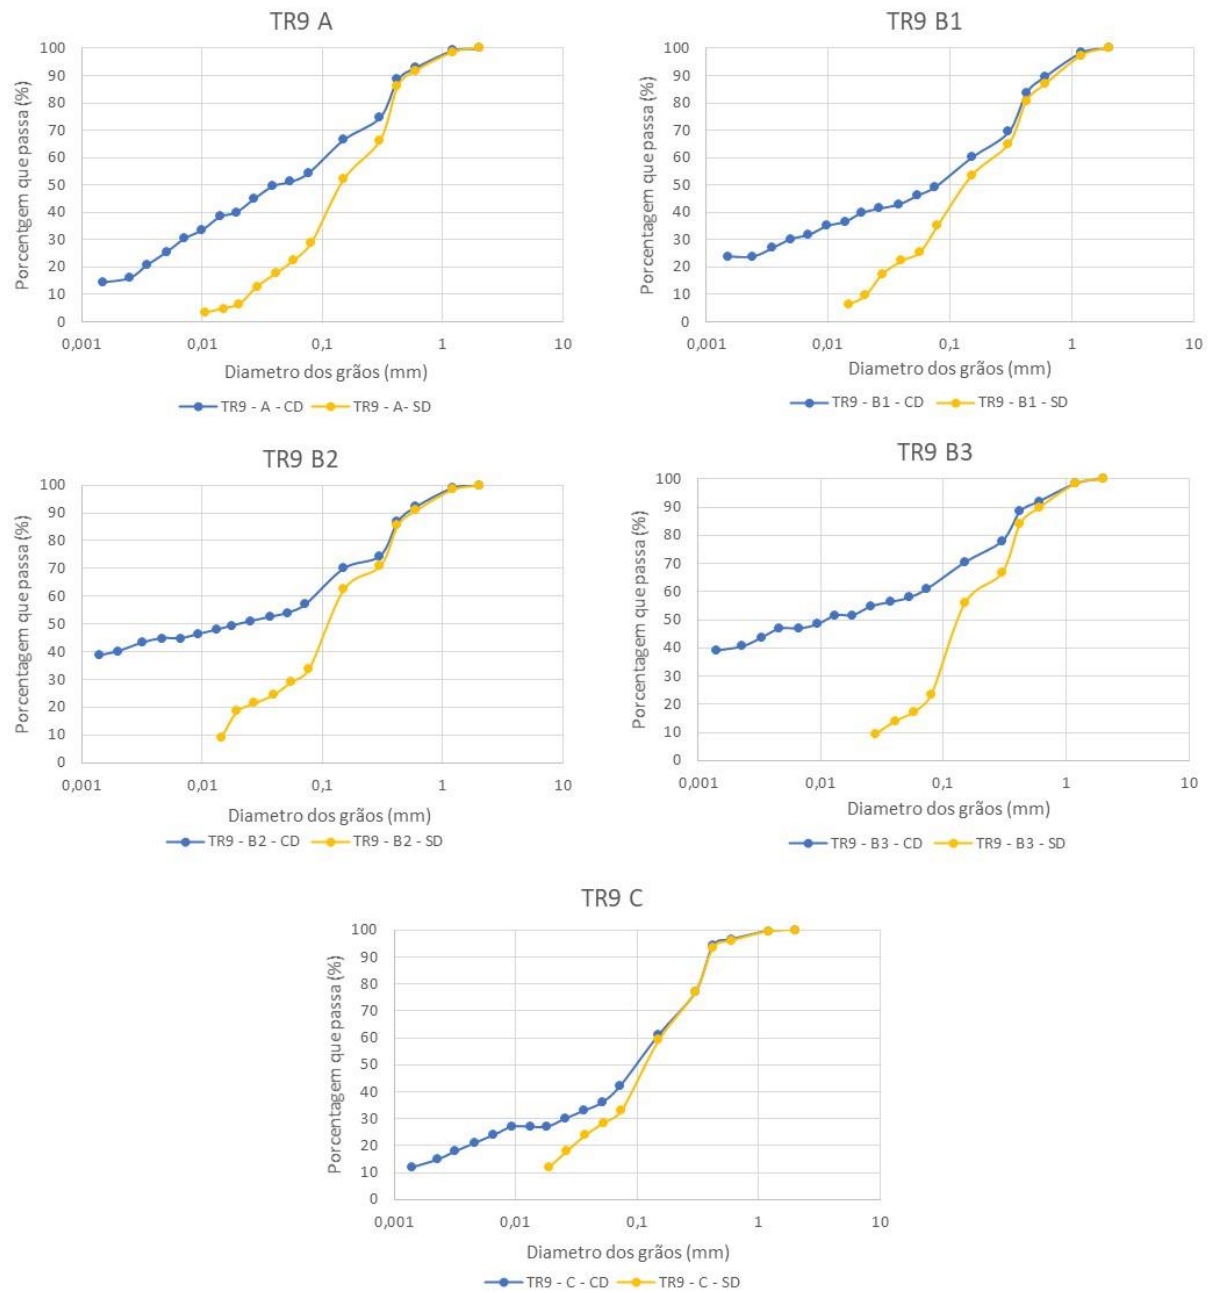 TR9 A
100
90
80
70
60
50
40
30
20
10
0
Porcentgem que passa (%)
0,001 0,01 0,1 1 10
Diametro dos grãos (mm)
TR9 - A - CD TR9 - A- SD
TR9 B1
100
90
80
70
60
50
40
30
20
10
0
Porcentagem que passa (%)
0,001 0,01 0,1 1 10
Diametro dos grãos (mm)
TR9 - B1 - CD TR9 - B1 - SD
TR9 B2
100
90
80
70
60
50
40
30
20
10
0
Porcentagem que passa (%)
0,001 0,01 0,1 1 10
Diametro dos grãos (mm)
TR9 - B2 - CD TR9 - B2 - SD
TR9 B3
100
90
80
70
60
50
40
30
20
10
0
Porcentagem que passa (%)
0,001 0,01 0,1 1 10
Diametro dos grãos (mm)
TR9 - B3 - CD TR9 - B3 - SD
TR9 C
100
90
80
70
60
50
40
30
20
10
0
Porcentagem que passa (%)
0,001 0,01 0,1 1 10
Diametro dos grãos (mm)
TR9 - C - CD TR9 - C - SD